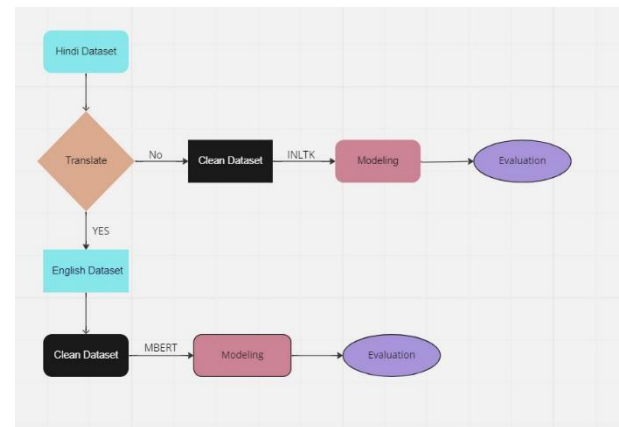 Hindi Dataset
Translate
No
Clean Dataset
INLTK
Modeling
Evaluation
YES
English Dataset
Clean Dataset
MBERT
Modeling
Evaluation